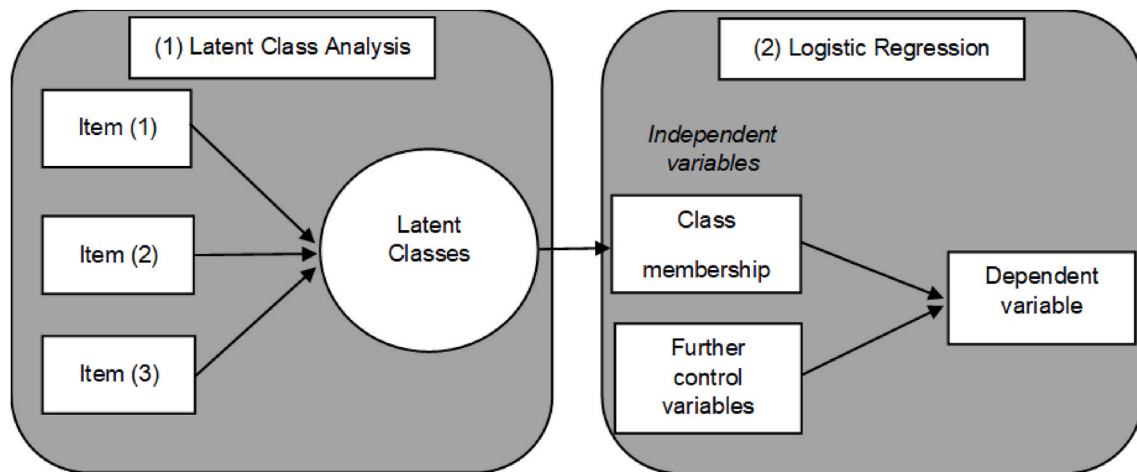 (1) Latent Class Analysis
Item (1)
Item (2)
Item (3)
Latent
Classes
(2) Logistic Regression
Independent
variables
Class
membership
Further
control
variables
Dependent
variable